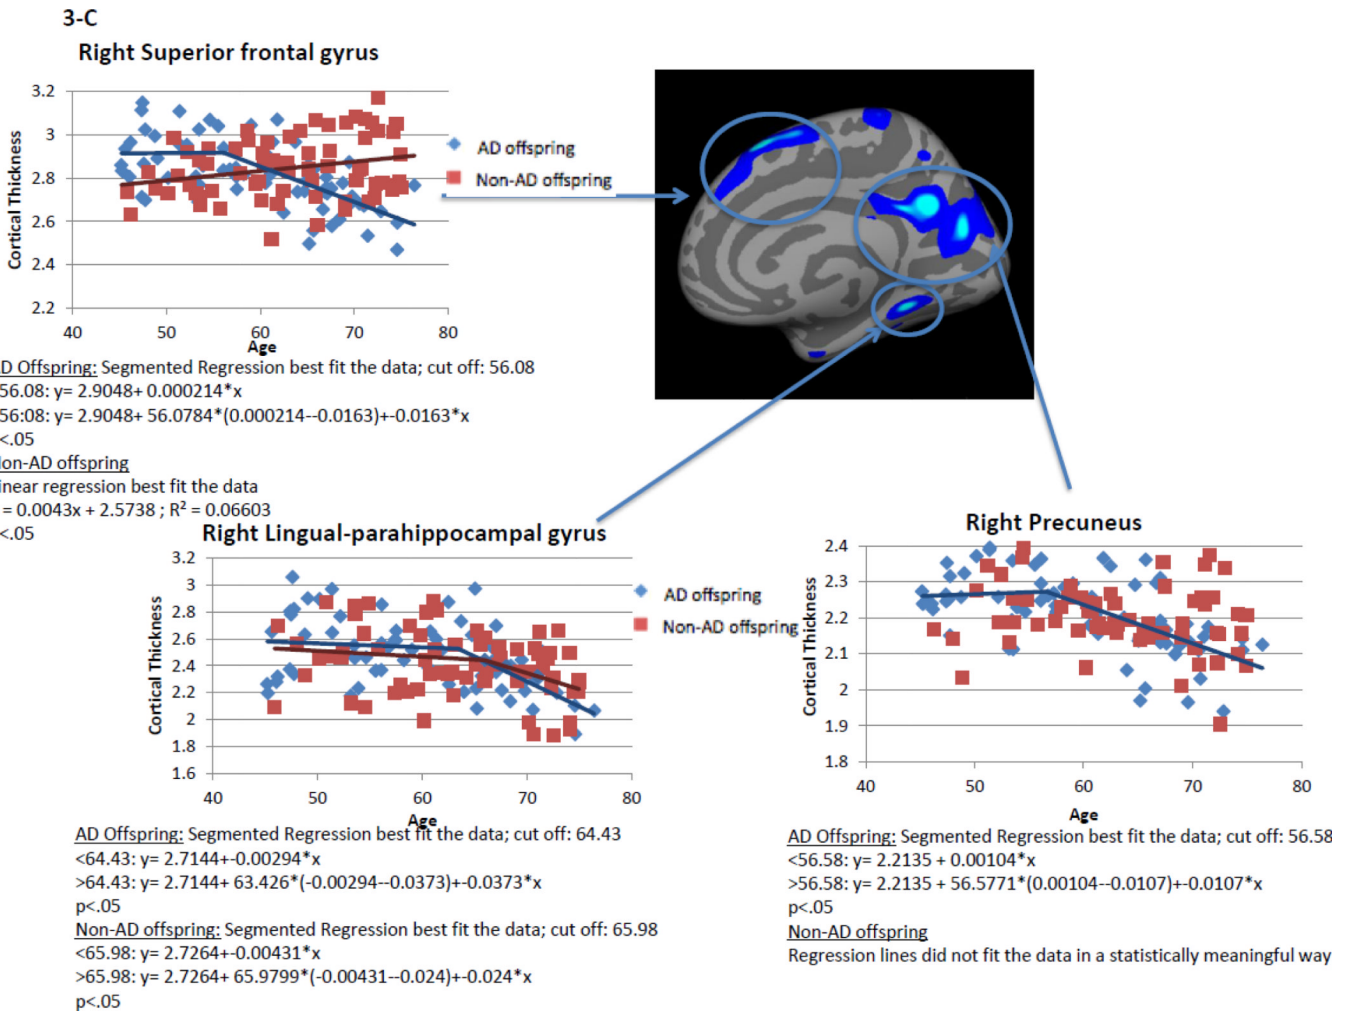 3-C
Right Superior frontal gyrus
3.2
3
2.8
2.6
2.4
2.2
Cortical Thickness
40 50 60 70 80
Age
AD offspring
Non-AD offspring
D Offspring: Segmented Regression best fit the data; cut off: 56.08
56.08: y= 2.9048+ 0.000214*x
56:08: y= 2.9048+ 56.0784*(0.000214--0.0163)+-0.0163*x
<.05
on-AD offspring
inear regression best fit the data
= 0.0043x + 2.5738 ; R² = 0.06603
<.05
Right Lingual-parahippocampal gyrus
3.2
3
2.8
2.6
2.4
2.2
2
1.8
1.6
Cortical Thickness
40 50 60 70 80
Age
AD offspring
Non-AD offspring
AD Offspring: Segmented Regression best fit the data; cut off: 64.43
<64.43: y= 2.7144+-0.00294*x
>64.43: y= 2.7144+ 63.426*(-0.00294--0.0373)+-0.0373*x
p<.05
Non-AD offspring: Segmented Regression best fit the data; cut off: 65.98
<65.98: y= 2.7264+-0.00431*x
>65.98: y= 2.7264+ 65.9799*(-0.00431--0.024)+-0.024*x
p<.05
Right Precuneus
2.4
2.3
2.2
2.1
2
1.9
1.8
Cortical Thickness
40 50 60 70 80
Age
AD Offspring: Segmented Regression best fit the data; cut off: 56.58
<56.58: y= 2.2135 + 0.00104*x
>56.58: y= 2.2135 + 56.5771*(0.00104--0.0107)+-0.0107*x
p<.05
Non-AD offspring
Regression lines did not fit the data in a statistically meaningful way